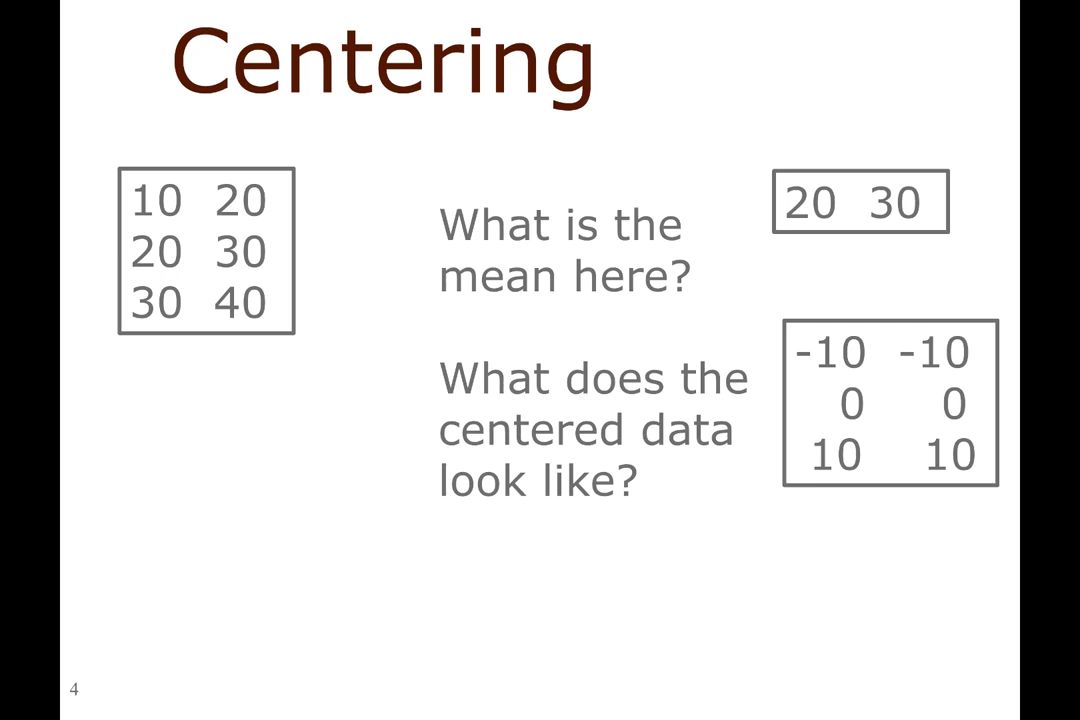 Centering
10 20
20 30
30 40
What is the
mean here?
20 30
What does the
centered data
look like?
-10 -10
0 0
10 10
4